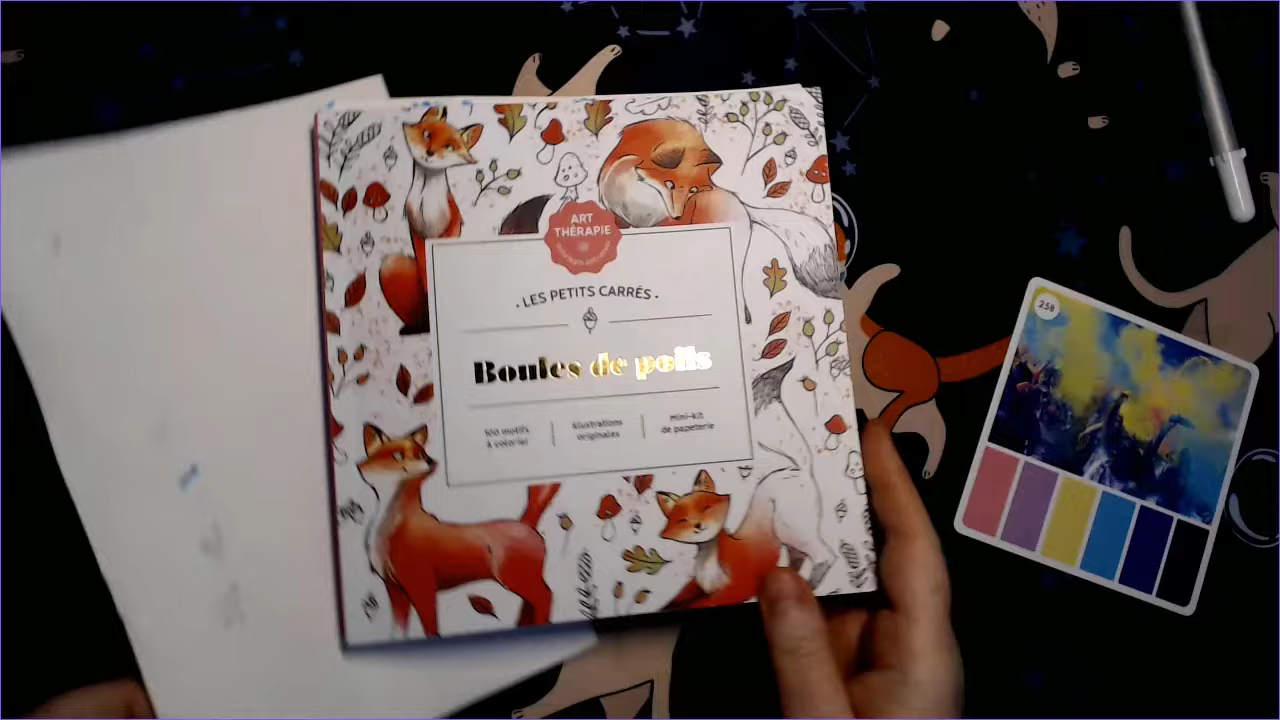 ART
THÉRAPIE
· LES PETITS CARRÉS ·
Boules de poils
100 motifs
à colorier
Illustrations
originales
Mini-kit
de papeterie
258